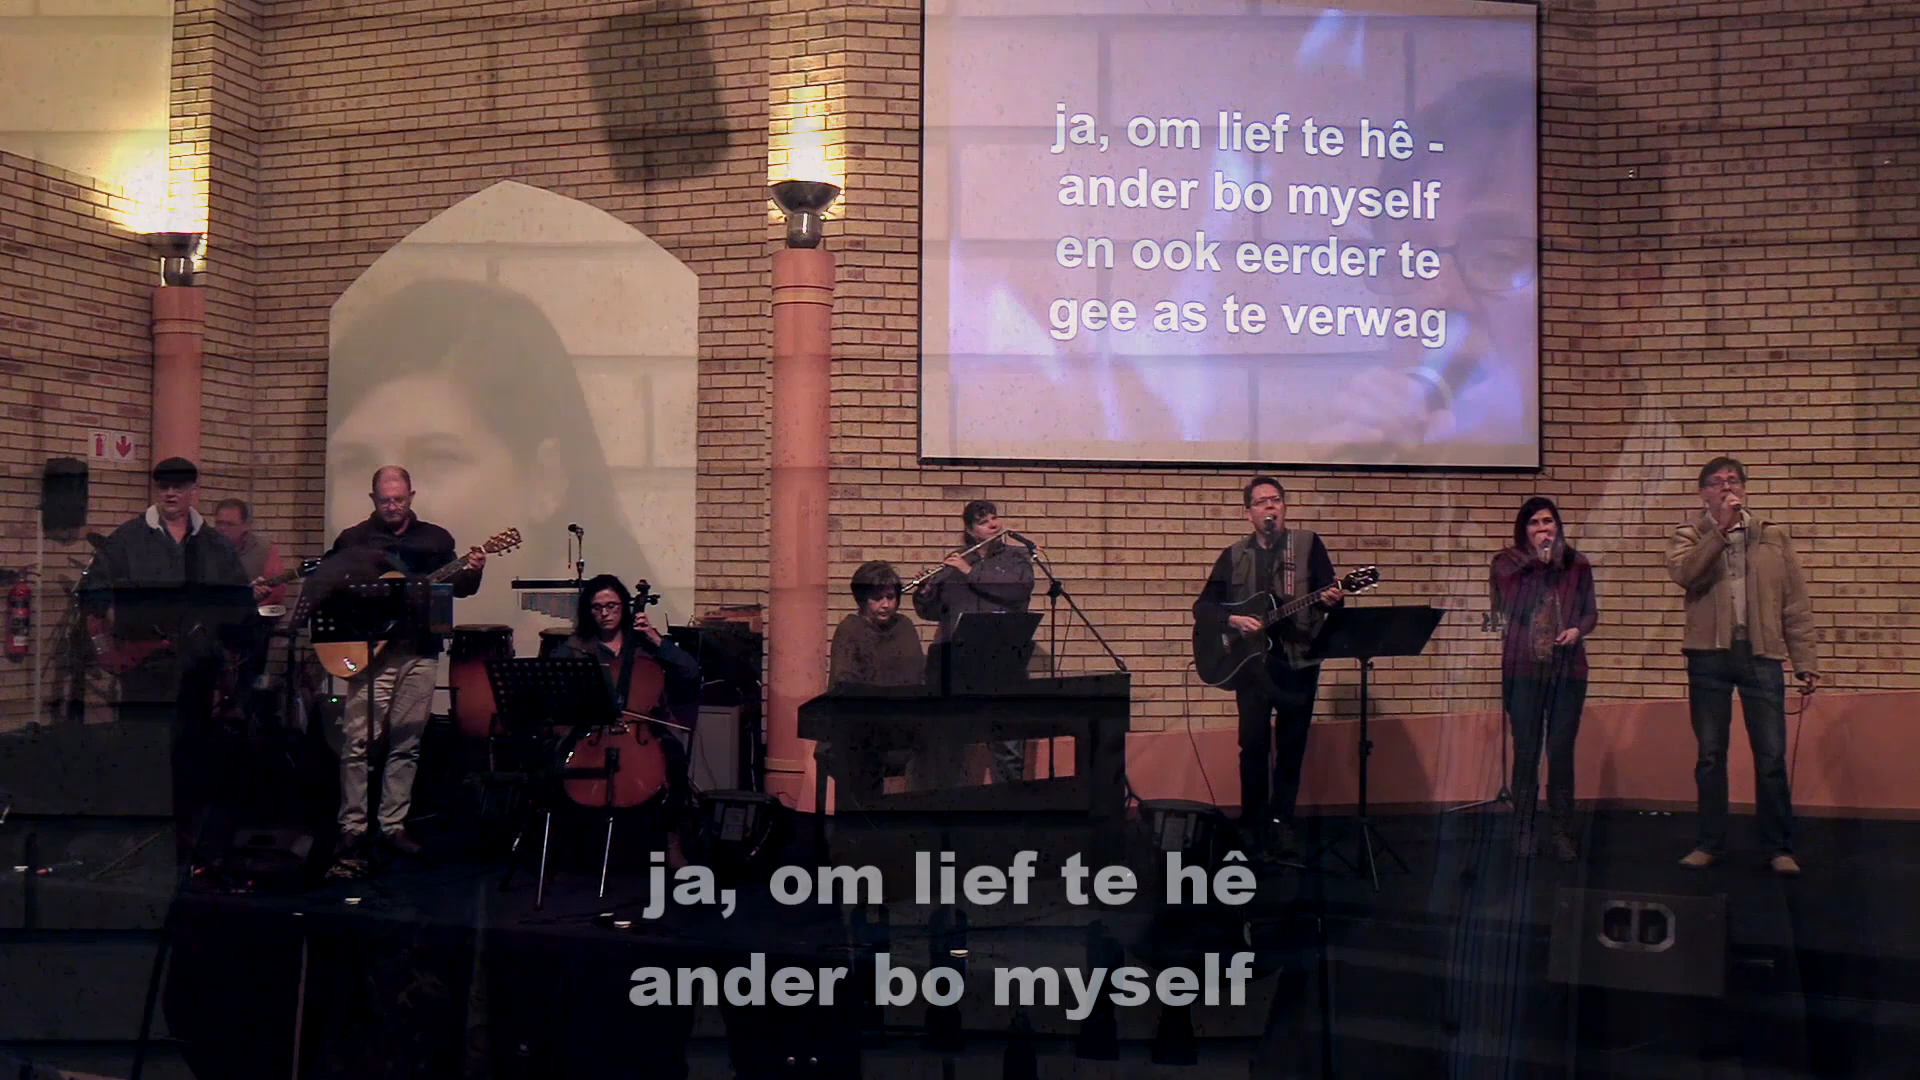 ja, om lief te hê -
ander bo myself
en ook eerder te
gee as te verwag
ja, om lief te hê
ander bo myself